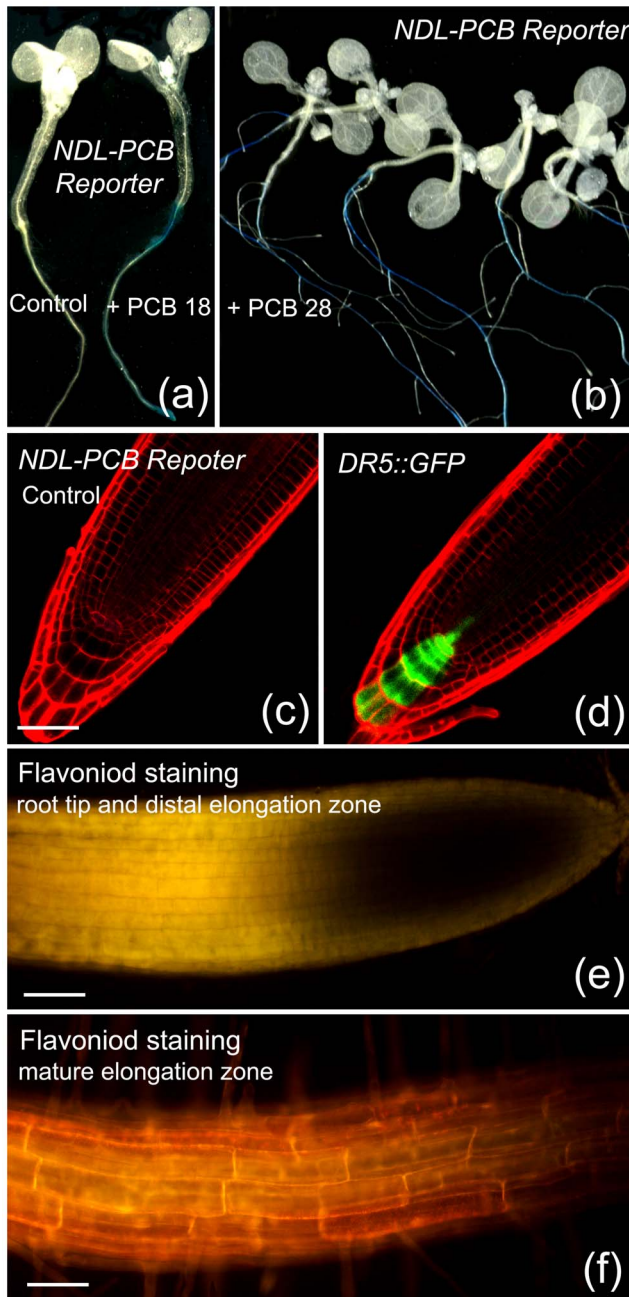 NDL-PCB
Reporter
Control
+ PCB 18
(a)
NDL-PCB Reporter
+ PCB 28
(b)
NDL-PCB Repoter
Control
(c)
DR5::GFP
(d)
Flavoniod staining
root tip and distal elongation zone
(e)
Flavoniod staining
mature elongation zone
(f)